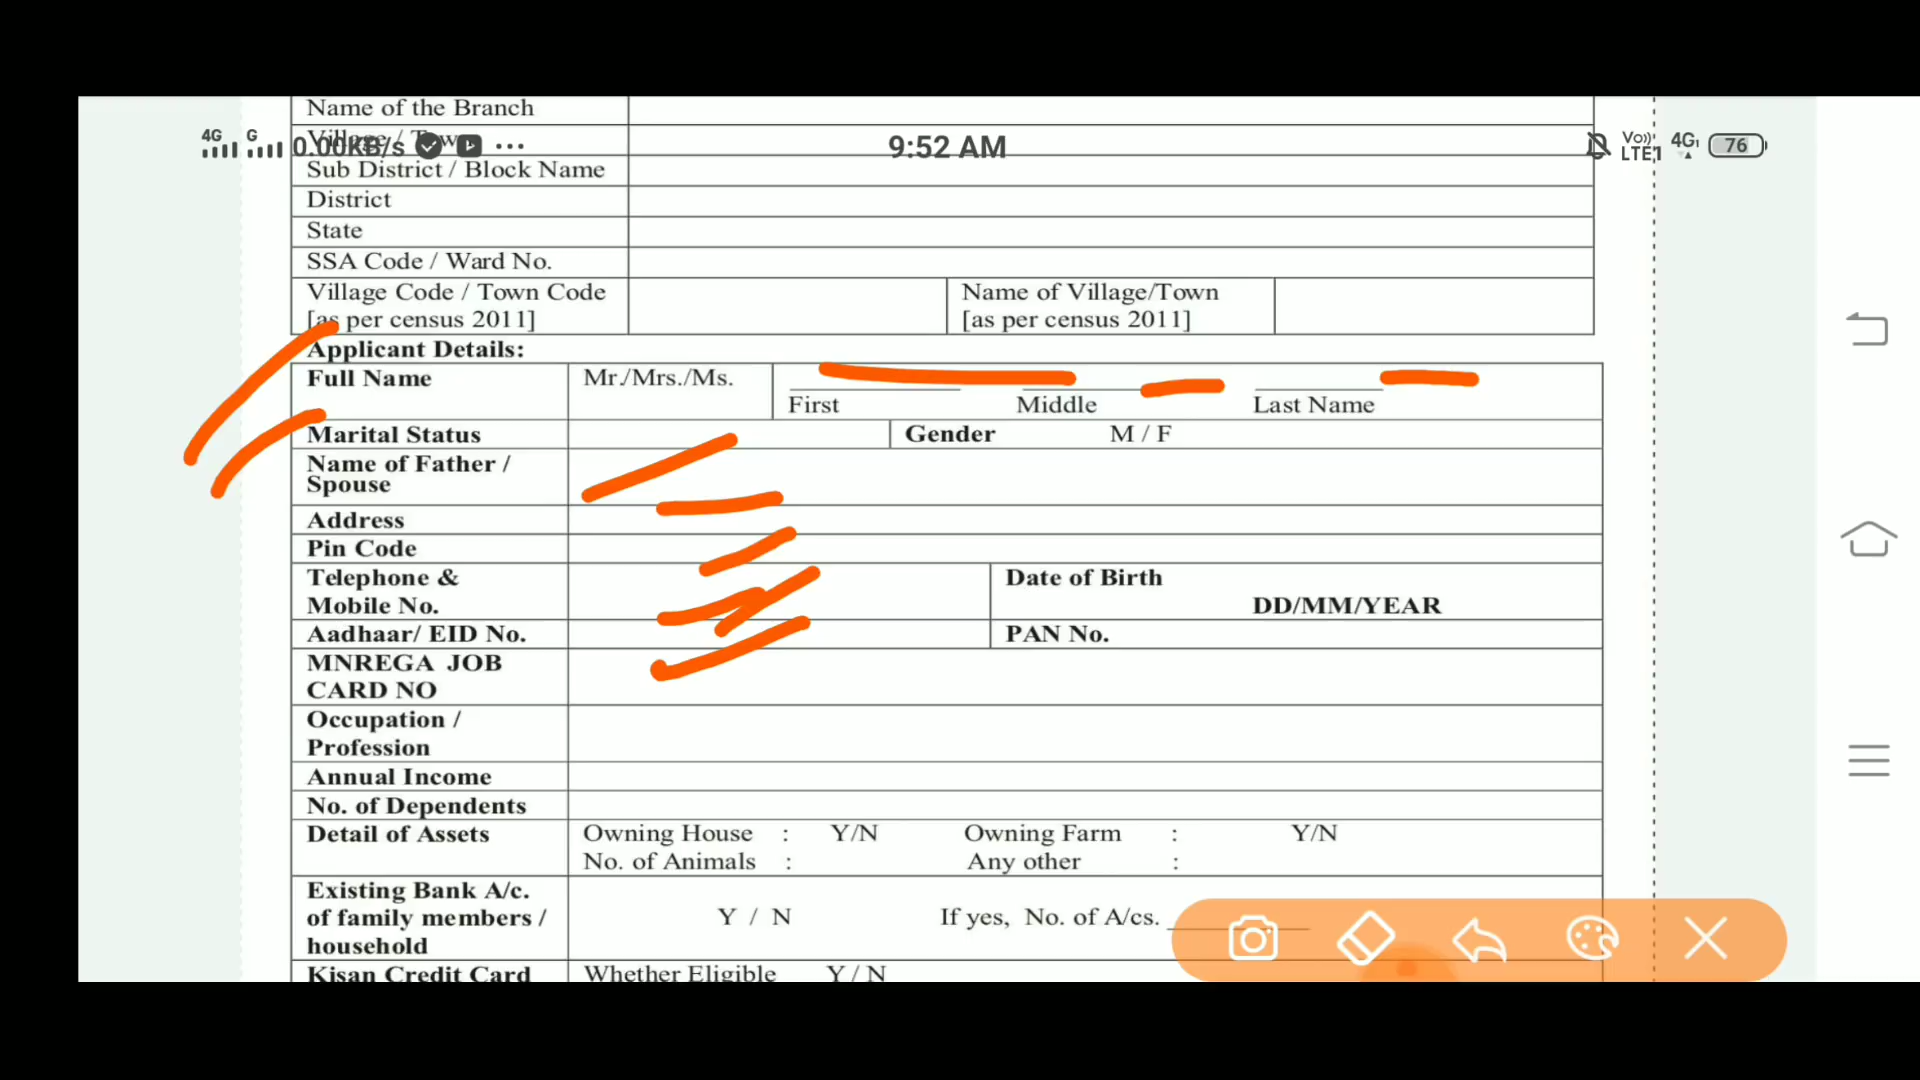 Name of the Branch
4G G 0.00KB/s 9:52 AM Vo)) LTE1 4G 76
Village / Tow
Sub District / Block Name
District
State
SSA Code / Ward No.
Village Code / Town Code Name of Village/Town
[as per census 2011] [as per census 2011]
Applicant Details:
Full Name Mr./Mrs./Ms.
First Middle Last Name
Marital Status Gender M / F
Name of Father /
Spouse
Address
Pin Code
Telephone & Date of Birth
Mobile No. DD/MM/YEAR
Aadhaar/ EID No. PAN No.
MNREGA JOB
CARD NO
Occupation /
Profession
Annual Income
No. of Dependents
Detail of Assets Owning House : Y/N Owning Farm : Y/N
No. of Animals : Any other :
Existing Bank A/c.
of family members / Y / N If yes, No. of A/cs.
household
Kisan Credit Card Whether Eligible Y / N